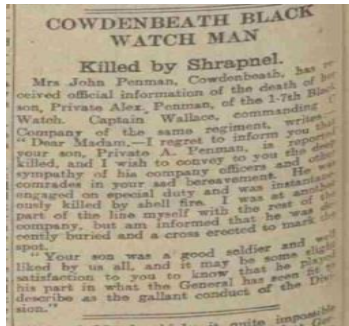 COWDENBEATH BLACK
WATCH MAN
Killed by Shrapnel.
Mrs John Penman, Cowdenbeath, has re-
ceived official information of the death of her
son, Private Alex. Penman, of the 1-7th Black
Watch. Captain Wallace, commanding
Company of the same regiment, writes—
"Dear Madam,—I regret to inform you that
your son, Private A. Penman, is reported
killed, and I wish to convey to you the deep
sympathy of his company officers and other
comrades in your sad bereavement. He was
engaged on special duty and was instantane-
ously killed by shell fire. I was at another
part of the line myself with the rest of the
company, but am informed that he was de-
cently buried and a cross erected to mark the
spot.
"Your son was a good soldier and well
liked by us all, and it may be some slight
satisfaction to you to know that he played
his part in what the General has seen fit to
describe as the gallant conduct of the Divi-
sion."
quite impossible